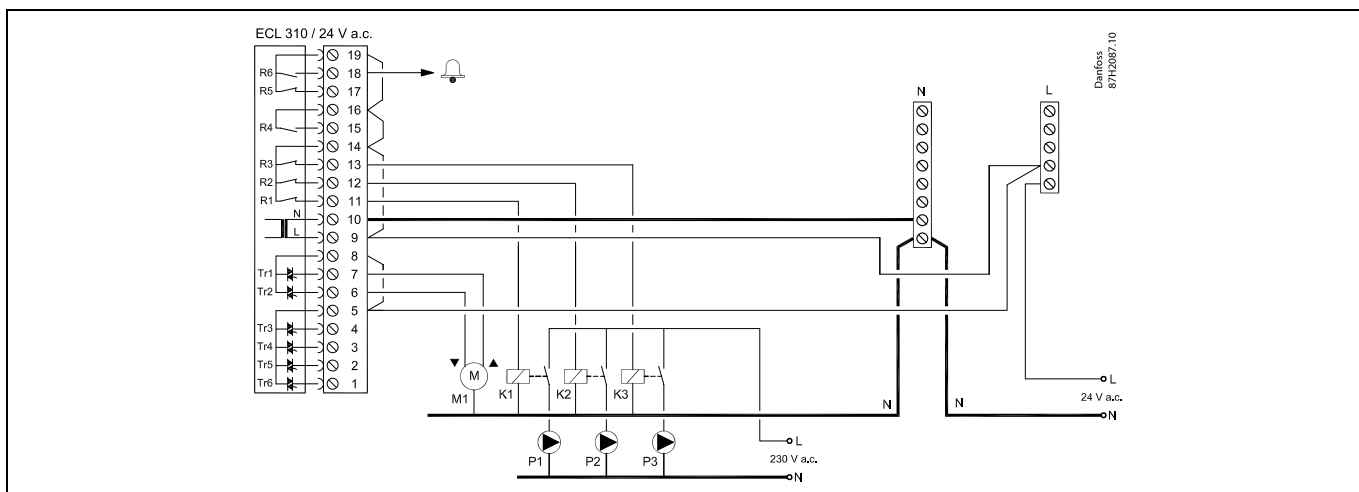 ECL 310 / 24 V a.c.
19
R6 18
R5 17
16
R4 15
14
R3 13
R2 12
R1 11
N 10
L 9
8
Tr1 7
Tr2 6
5
Tr3 4
Tr4 3
Tr5 2
Tr6 1
Danfoss
87H2087.10
N
L
M
M1
K1
K2
K3
N
N
L
24 V a.c.
N
P1
P2
P3
L
230 V a.c.
N